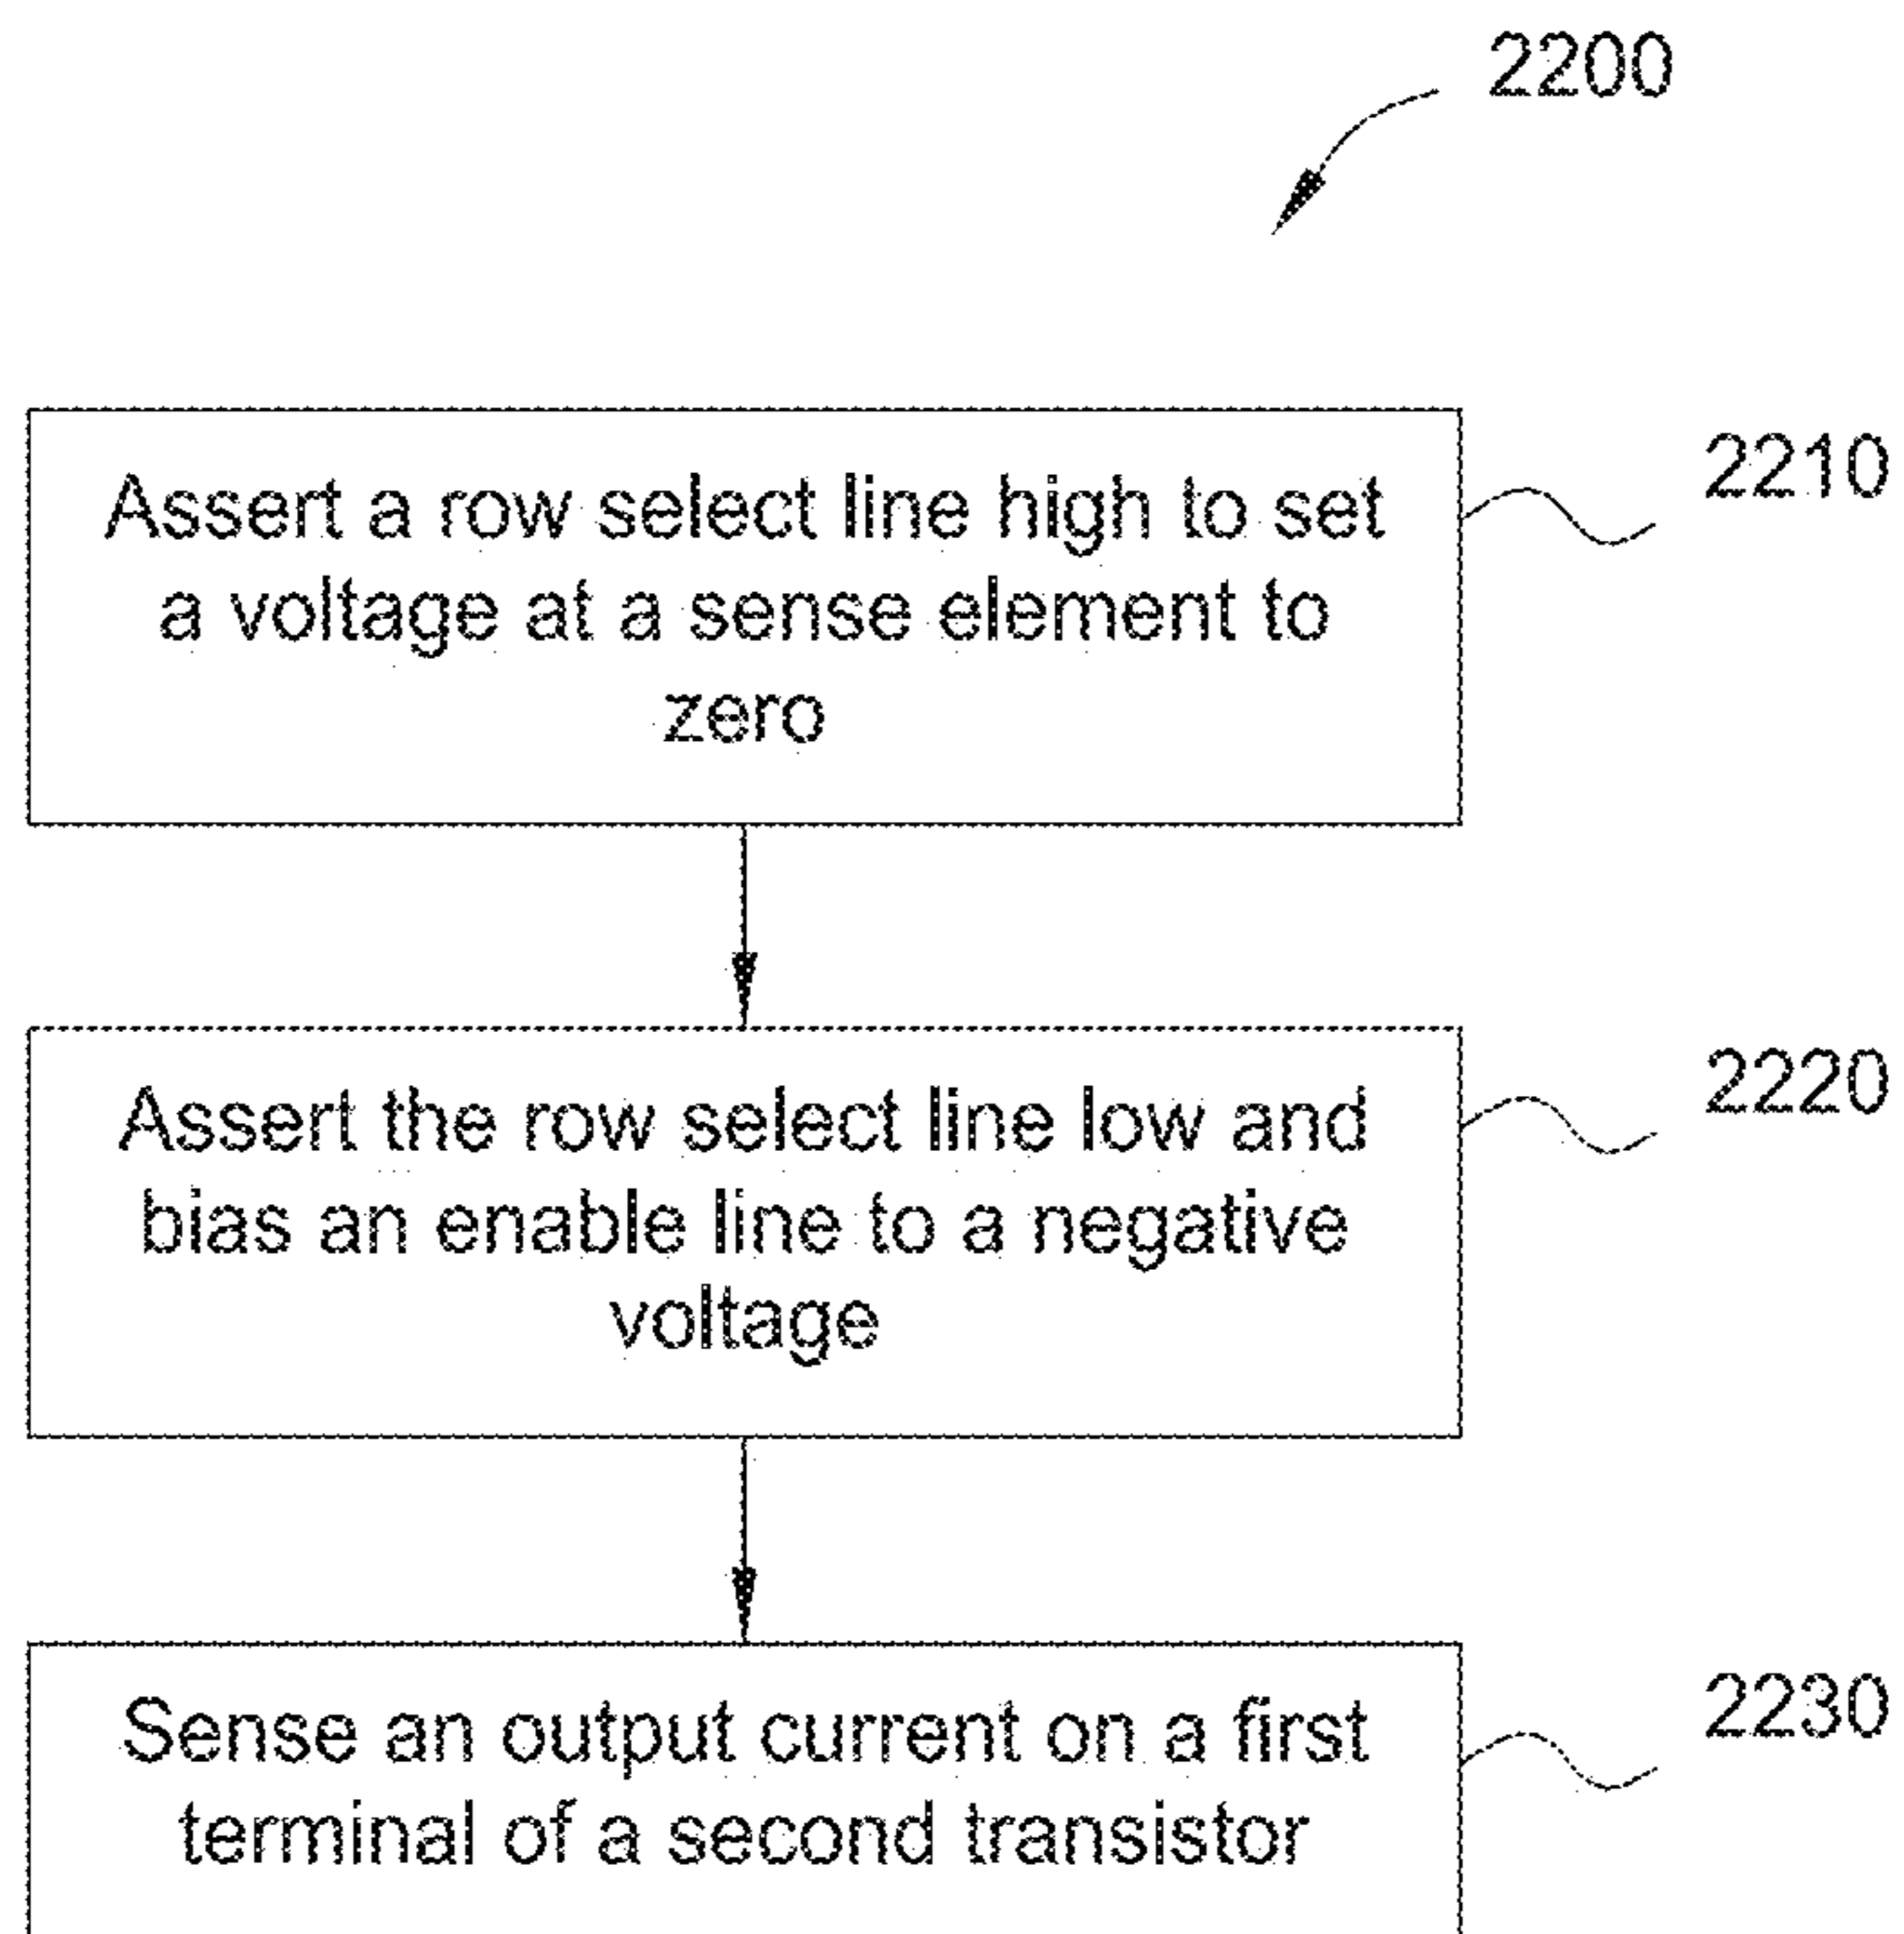 2200
Assert a row select line high to set
a voltage at a sense element to
zero
2210
Assert the row select line low and
bias an enable line to a negative
voltage
2220
Sense an output current on a first
terminal of a second transistor
2230